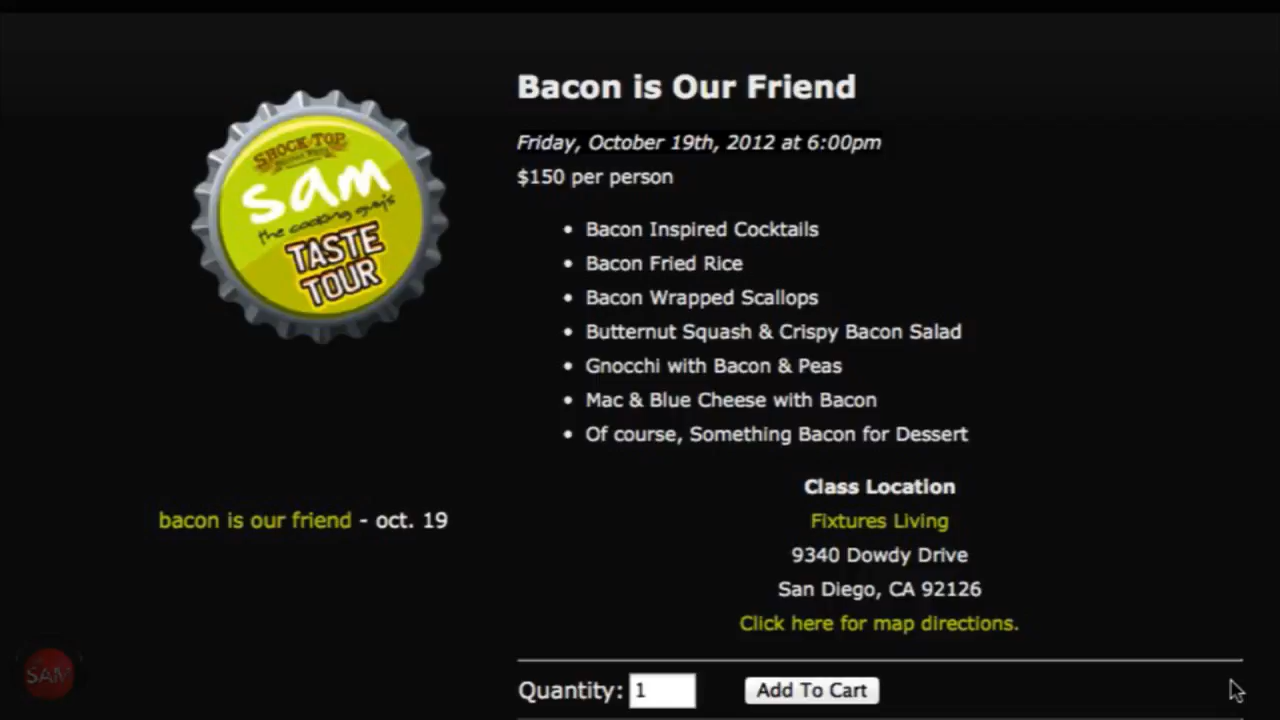 Bacon is Our Friend
Friday, October 19th, 2012 at 6:00pm
$150 per person
SHOCK TOP
sam
the cooking guy's
TASTE
TOUR
• Bacon Inspired Cocktails
• Bacon Fried Rice
• Bacon Wrapped Scallops
• Butternut Squash & Crispy Bacon Salad
• Gnocchi with Bacon & Peas
• Mac & Blue Cheese with Bacon
• Of course, Something Bacon for Dessert
bacon is our friend - oct. 19
Class Location
Fixtures Living
9340 Dowdy Drive
San Diego, CA 92126
Click here for map directions.
SAM
Quantity: 1 Add To Cart